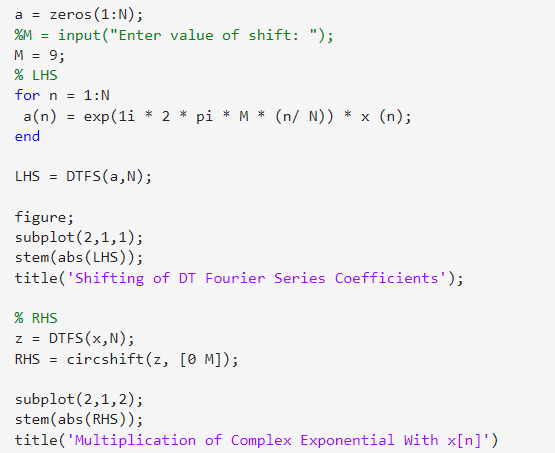 a = zeros(1:N);
%M = input("Enter value of shift: ");
M = 9;
% LHS
for n = 1:N
a(n) = exp(1i * 2 * pi * M * (n/ N)) * x (n);
end
LHS = DTFS(a,N);
figure;
subplot(2,1,1);
stem(abs(LHS));
title('Shifting of DT Fourier Series Coefficients');
% RHS
z = DTFS(x,N);
RHS = circshift(z, [0 M]);
subplot(2,1,2);
stem(abs(RHS));
title('Multiplication of Complex Exponential With x[n]')